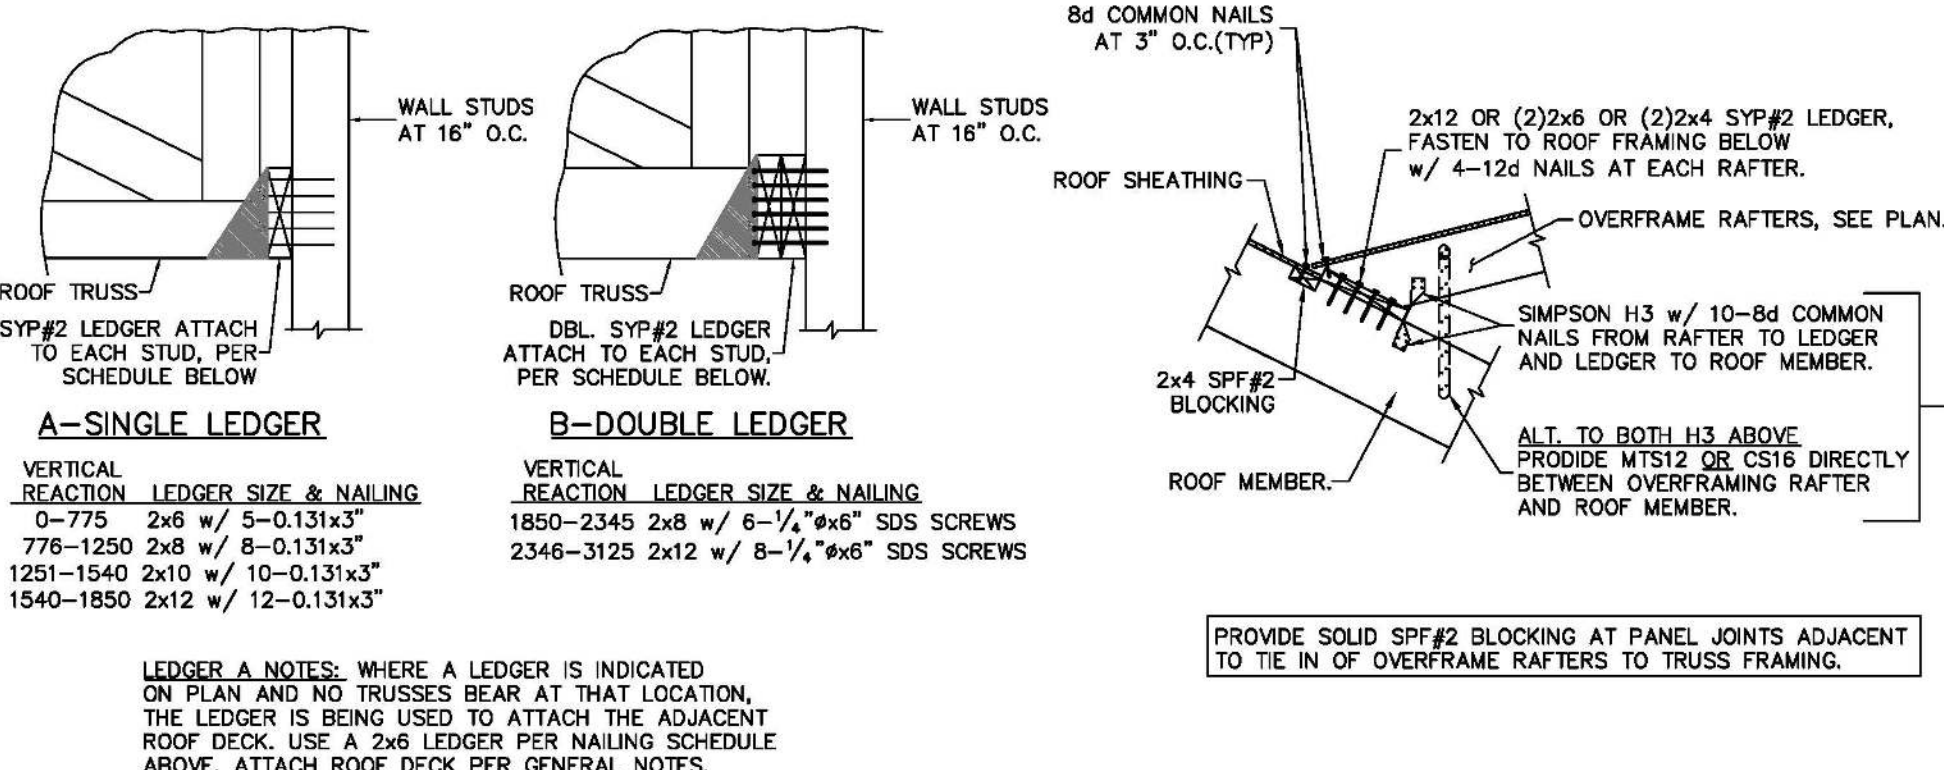 WALL STUDS
AT 16" O.C.
ROOF TRUSS
SYP#2 LEDGER ATTACH
TO EACH STUD, PER
SCHEDULE BELOW
A-SINGLE LEDGER
VERTICAL
REACTION LEDGER SIZE & NAILING
0-775 2x6 w/ 5-0.131x3"
776-1250 2x8 w/ 8-0.131x3"
1251-1540 2x10 w/ 10-0.131x3"
1540-1850 2x12 w/ 12-0.131x3"
WALL STUDS
AT 16" O.C.
ROOF TRUSS
DBL. SYP#2 LEDGER
ATTACH TO EACH STUD,
PER SCHEDULE BELOW.
B-DOUBLE LEDGER
VERTICAL
REACTION LEDGER SIZE & NAILING
1850-2345 2x8 w/ 6-1/4"øx6" SDS SCREWS
2346-3125 2x12 w/ 8-1/4"øx6" SDS SCREWS
LEDGER A NOTES: WHERE A LEDGER IS INDICATED
ON PLAN AND NO TRUSSES BEAR AT THAT LOCATION,
THE LEDGER IS BEING USED TO ATTACH THE ADJACENT
ROOF DECK. USE A 2x6 LEDGER PER NAILING SCHEDULE
ABOVE. ATTACH ROOF DECK PER GENERAL NOTES.
8d COMMON NAILS
AT 3" O.C.(TYP)
2x12 OR (2)2x6 OR (2)2x4 SYP#2 LEDGER,
FASTEN TO ROOF FRAMING BELOW
w/ 4-12d NAILS AT EACH RAFTER.
ROOF SHEATHING
OVERFRAME RAFTERS, SEE PLAN.
SIMPSON H3 w/ 10-8d COMMON
NAILS FROM RAFTER TO LEDGER
AND LEDGER TO ROOF MEMBER.
2x4 SPF#2
BLOCKING
ALT. TO BOTH H3 ABOVE
PRODIDE MTS12 OR CS16 DIRECTLY
BETWEEN OVERFRAMING RAFTER
AND ROOF MEMBER.
ROOF MEMBER.
PROVIDE SOLID SPF#2 BLOCKING AT PANEL JOINTS ADJACENT
TO TIE IN OF OVERFRAME RAFTERS TO TRUSS FRAMING.